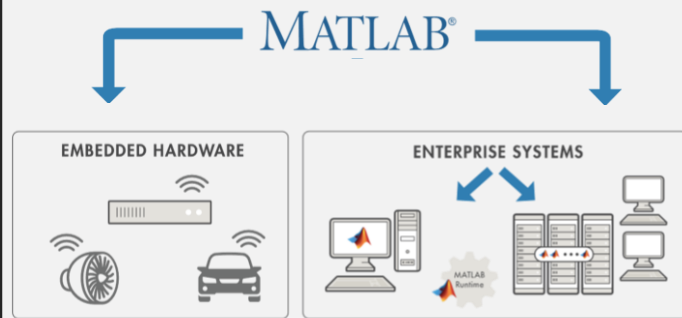 MATLAB®
EMBEDDED HARDWARE
ENTERPRISE SYSTEMS
MATLAB
Runtime